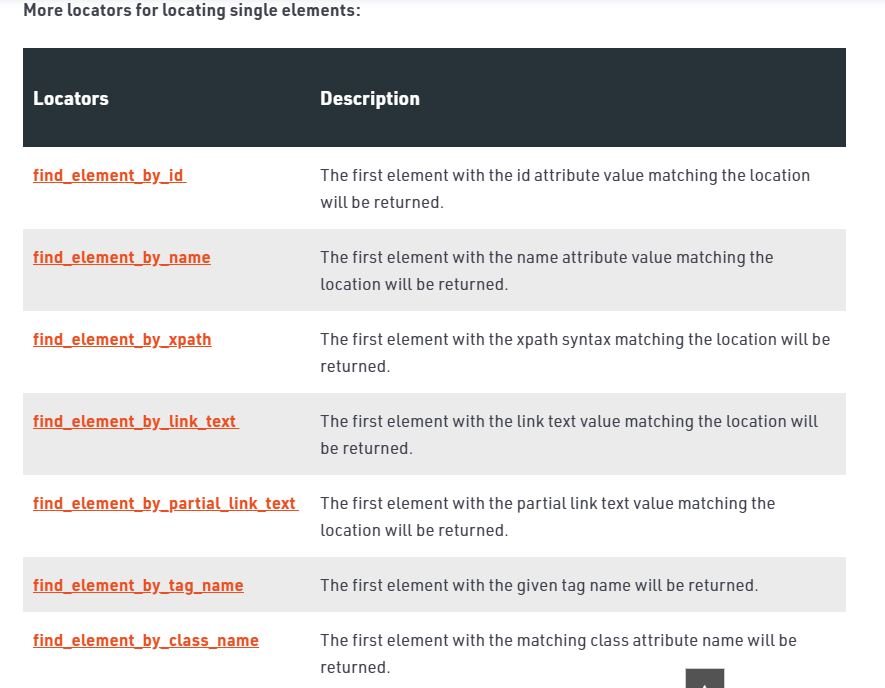 More locators for locating single elements:
Locators
Description
find_element_by_id
The first element with the id attribute value matching the location
will be returned.
find_element_by_name
The first element with the name attribute value matching the
location will be returned.
find_element_by_xpath
The first element with the xpath syntax matching the location will be
returned.
find_element_by_link_text
The first element with the link text value matching the location will
be returned.
find_element_by_partial_link_text
The first element with the partial link text value matching the
location will be returned.
find_element_by_tag_name
The first element with the given tag name will be returned.
find_element_by_class_name
The first element with the matching class attribute name will be
returned.